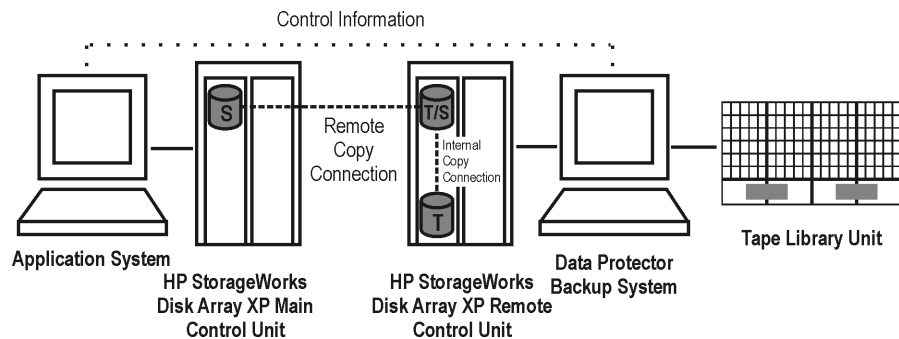 Control Information
S
T/S
Remote
Copy
Connection
Internal
Copy
Connection
T
Application System
HP StorageWorks
Disk Array XP Main
Control Unit
HP StorageWorks
Disk Array XP Remote
Control Unit
Data Protector
Backup System
Tape Library Unit